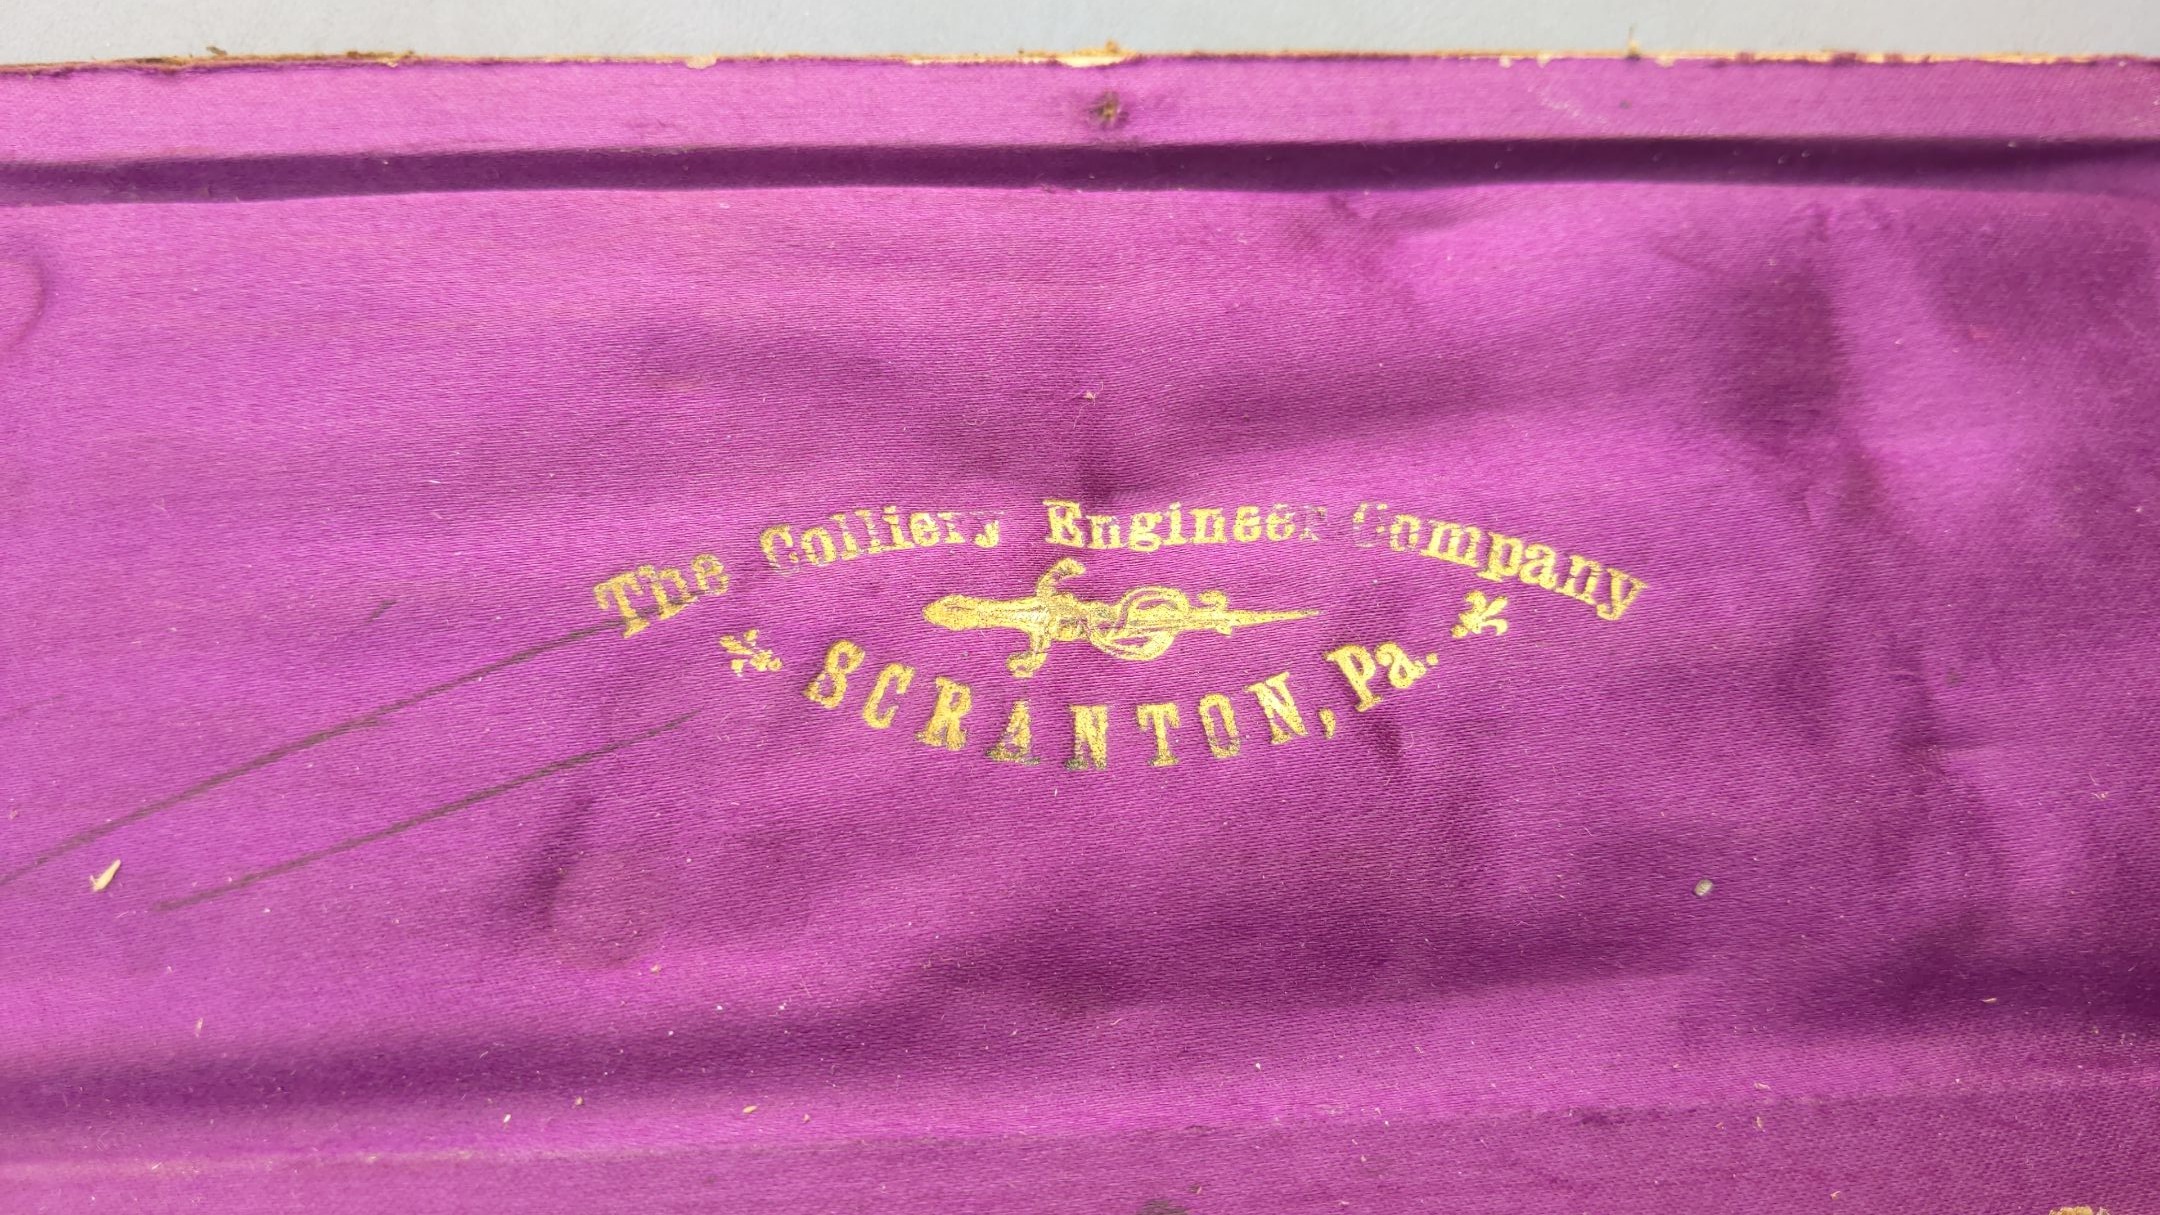 The Colliery Engineer Company
SCRANTON, Pa.